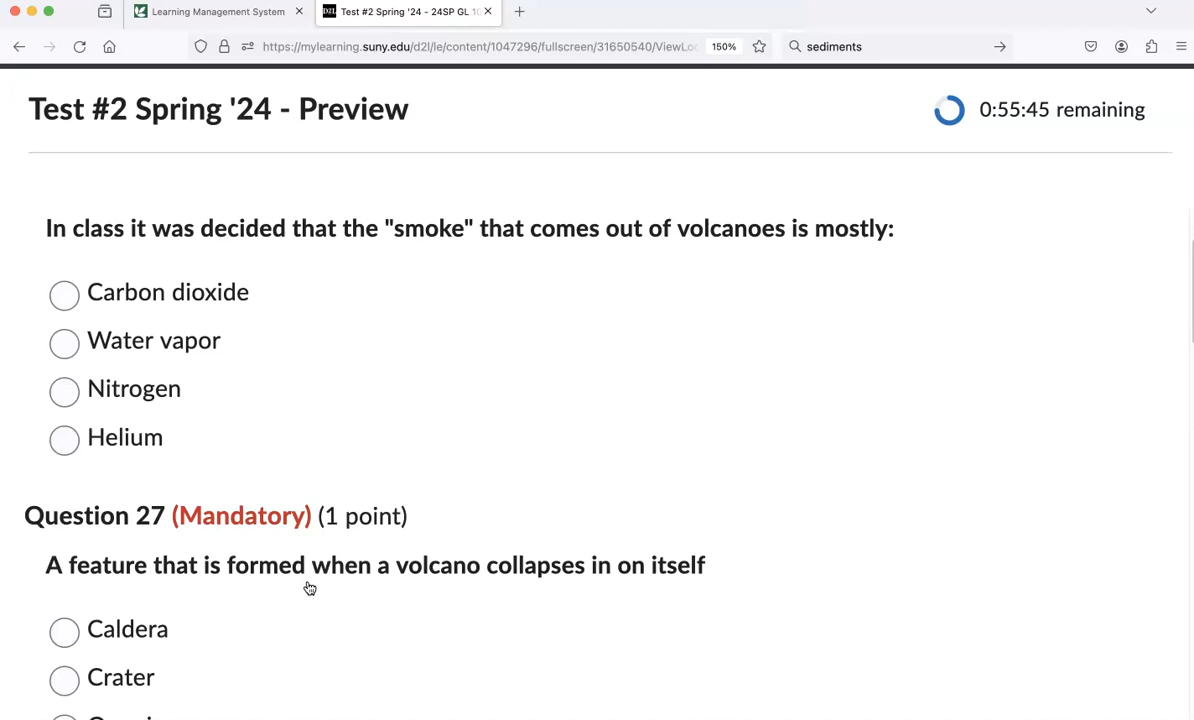 Learning Management System
D2L Test #2 Spring '24 - 24SP GL 10
https://mylearning.suny.edu/d2l/le/content/1047296/fullscreen/31650540/ViewLo
150%
sediments
Test #2 Spring '24 - Preview
0:55:45 remaining
In class it was decided that the "smoke" that comes out of volcanoes is mostly:
Carbon dioxide
Water vapor
Nitrogen
Helium
Question 27 (Mandatory) (1 point)
A feature that is formed when a volcano collapses in on itself
Caldera
Crater